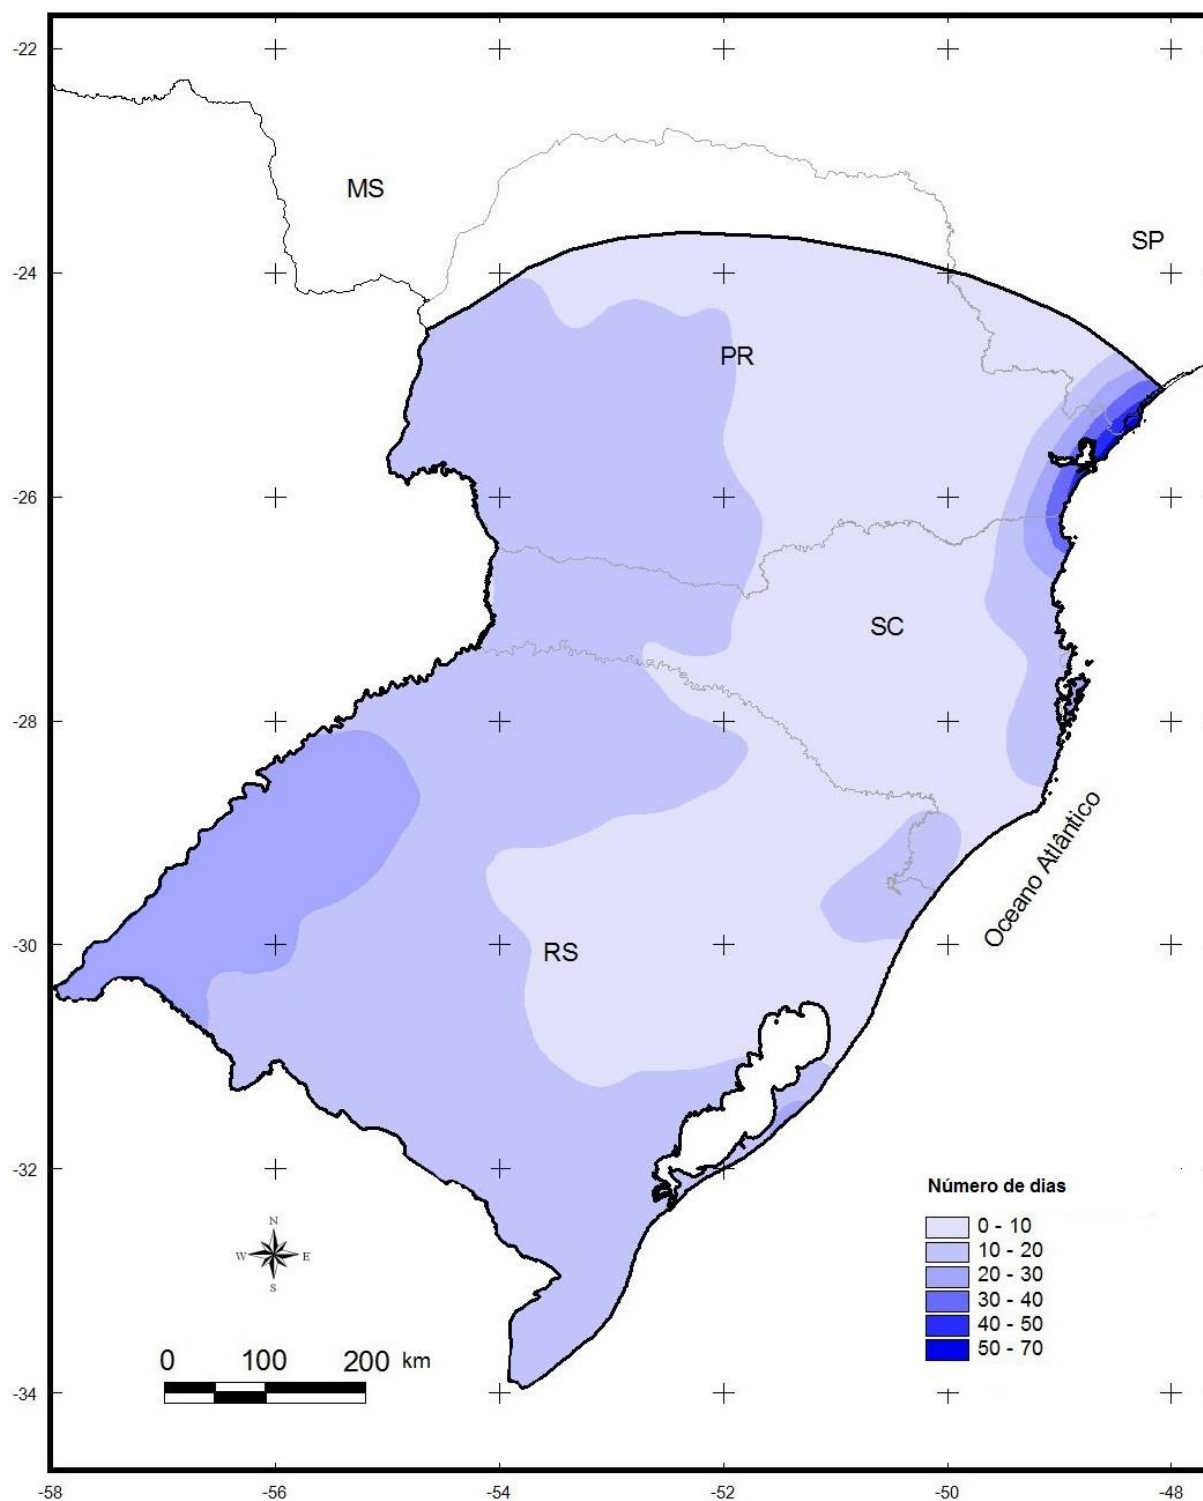 -22
MS
SP
-24
PR
-26
SC
-28
Oceano Atlântico
-30
RS
-32
Número de dias
0 - 10
10 - 20
20 - 30
30 - 40
40 - 50
50 - 70
N
W E
S
0 100 200 km
-34
-58 -56 -54 -52 -50 -48